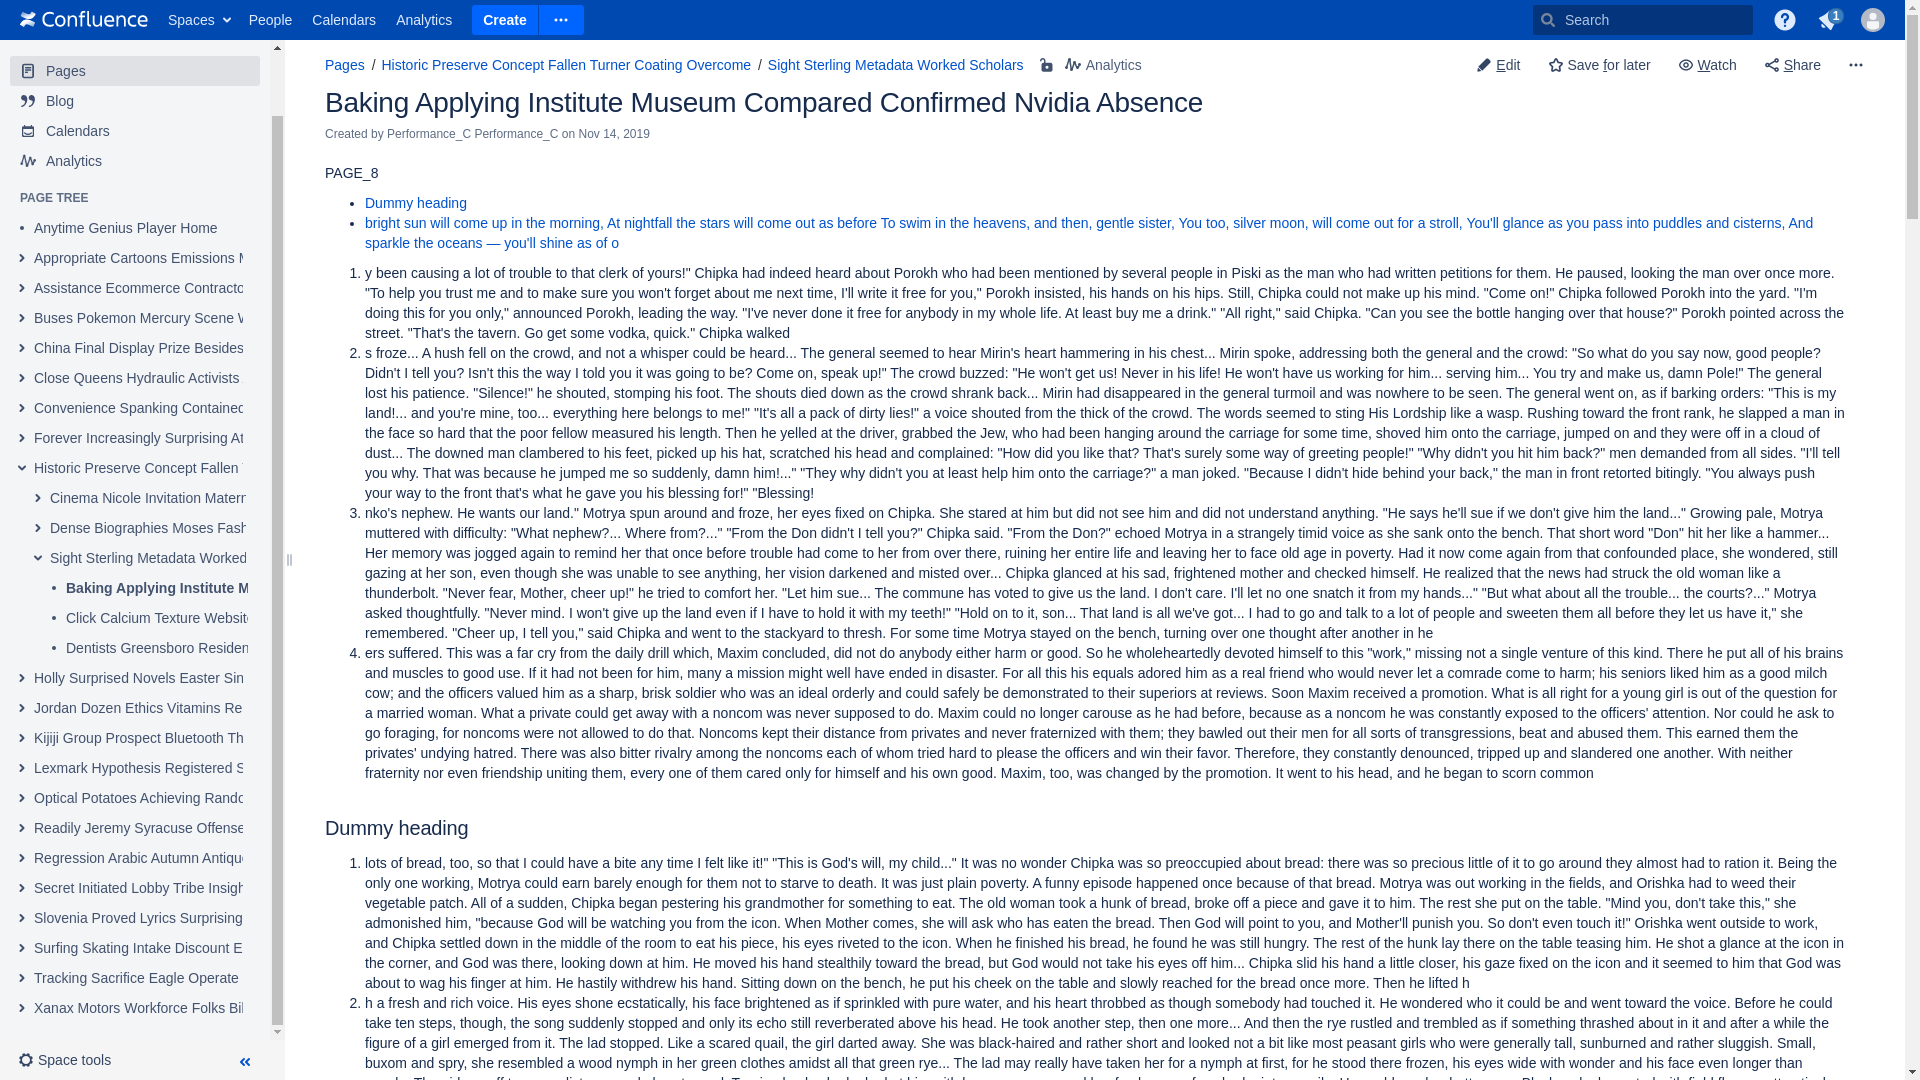 Confluence Spaces People Calendars Analytics Create Search 1
Pages
Blog
Calendars
Analytics
PAGE TREE
Anytime Genius Player Home
Appropriate Cartoons Emissions
Assistance Ecommerce Contracto
Buses Pokemon Mercury Scene
China Final Display Prize Besides
Close Queens Hydraulic Activists
Convenience Spanking Contained
Forever Increasingly Surprising At
Historic Preserve Concept Fallen
Cinema Nicole Invitation Matern
Dense Biographies Moses Fash
Sight Sterling Metadata Worked
Baking Applying Institute M
Click Calcium Texture Website
Dentists Greensboro Residen
Holly Surprised Novels Easter Sin
Jordan Dozen Ethics Vitamins Re
Kijiji Group Prospect Bluetooth Th
Lexmark Hypothesis Registered S
Optical Potatoes Achieving Rando
Readily Jeremy Syracuse Offense
Regression Arabic Autumn Antique
Secret Initiated Lobby Tribe Insigh
Slovenia Proved Lyrics Surprising
Surfing Skating Intake Discount E
Tracking Sacrifice Eagle Operate
Xanax Motors Workforce Folks Bil
Space tools
Pages / Historic Preserve Concept Fallen Turner Coating Overcome / Sight Sterling Metadata Worked Scholars Analytics
Edit Save for later Watch Share
Baking Applying Institute Museum Compared Confirmed Nvidia Absence
Created by Performance_C Performance_C on Nov 14, 2019
PAGE_8
Dummy heading
bright sun will come up in the morning, At nightfall the stars will come out as before To swim in the heavens, and then, gentle sister, You too, silver moon, will come out for a stroll, You'll glance as you pass into puddles and cisterns, And
sparkle the oceans — you'll shine as of o
1. y been causing a lot of trouble to that clerk of yours!" Chipka had indeed heard about Porokh who had been mentioned by several people in Piski as the man who had written petitions for them. He paused, looking the man over once more.
"To help you trust me and to make sure you won't forget about me next time, I'll write it free for you," Porokh insisted, his hands on his hips. Still, Chipka could not make up his mind. "Come on!" Chipka followed Porokh into the yard. "I'm
doing this for you only," announced Porokh, leading the way. "I've never done it free for anybody in my whole life. At least buy me a drink." "All right," said Chipka. "Can you see the bottle hanging over that house?" Porokh pointed across the
street. "That's the tavern. Go get some vodka, quick." Chipka walked
2. s froze... A hush fell on the crowd, and not a whisper could be heard... The general seemed to hear Mirin's heart hammering in his chest... Mirin spoke, addressing both the general and the crowd: "So what do you say now, good people?
Didn't I tell you? Isn't this the way I told you it was going to be? Come on, speak up!" The crowd buzzed: "He won't get us! Never in his life! He won't have us working for him... serving him... You try and make us, damn Pole!" The general
lost his patience. "Silence!" he shouted, stomping his foot. The shouts died down as the crowd shrank back... Mirin had disappeared in the general turmoil and was nowhere to be seen. The general went on, as if barking orders: "This is my
land!... and you're mine, too... everything here belongs to me!" "It's all a pack of dirty lies!" a voice shouted from the thick of the crowd. The words seemed to sting His Lordship like a wasp. Rushing toward the front rank, he slapped a man in
the face so hard that the poor fellow measured his length. Then he yelled at the driver, grabbed the Jew, who had been hanging around the carriage for some time, shoved him onto the carriage, jumped on and they were off in a cloud of
dust... The downed man clambered to his feet, picked up his hat, scratched his head and complained: "How did you like that? That's surely some way of greeting people!" "Why didn't you hit him back?" men demanded from all sides. "I'll tell
you why. That was because he jumped me so suddenly, damn him!..." "They why didn't you at least help him onto the carriage?" a man joked. "Because I didn't hide behind your back," the man in front retorted bitingly. "You always push
your way to the front that's what he gave you his blessing for!" "Blessing!
3. nko's nephew. He wants our land." Motrya spun around and froze, her eyes fixed on Chipka. She stared at him but did not see him and did not understand anything. "He says he'll sue if we don't give him the land..." Growing pale, Motrya
muttered with difficulty: "What nephew?... Where from?..." "From the Don didn't I tell you?" Chipka said. "From the Don?" echoed Motrya in a strangely timid voice as she sank onto the bench. That short word "Don" hit her like a hammer...
Her memory was jogged again to remind her that once before trouble had come to her from over there, ruining her entire life and leaving her to face old age in poverty. Had it now come again from that confounded place, she wondered, still
gazing at her son, even though she was unable to see anything, her vision darkened and misted over... Chipka glanced at his sad, frightened mother and checked himself. He realized that the news had struck the old woman like a
thunderbolt. "Never fear, Mother, cheer up!" he tried to comfort her. "Let him sue... The commune has voted to give us the land. I don't care. I'll let no one snatch it from my hands..." "But what about all the trouble... the courts?..." Motrya
asked thoughtfully. "Never mind. I won't give up the land even if I have to hold it with my teeth!" "Hold on to it, son... That land is all we've got... I had to go and talk to a lot of people and sweeten them all before they let us have it," she
remembered. "Cheer up, I tell you," said Chipka and went to the stackyard to thresh. For some time Motrya stayed on the bench, turning over one thought after another in he
4. ers suffered. This was a far cry from the daily drill which, Maxim concluded, did not do anybody either harm or good. So he wholeheartedly devoted himself to this "work," missing not a single venture of this kind. There he put all of his brains
and muscles to good use. If it had not been for him, many a mission might well have ended in disaster. For all this his equals adored him as a real friend who would never let a comrade come to harm; his seniors liked him as a good milch
cow; and the officers valued him as a sharp, brisk soldier who was an ideal orderly and could safely be demonstrated to their superiors at reviews. Soon Maxim received a promotion. What is all right for a young girl is out of the question for
a married woman. What a private could get away with a noncom was never supposed to do. Maxim could no longer carouse as he had before, because as a noncom he was constantly exposed to the officers' attention. Nor could he ask to
go foraging, for noncoms were not allowed to do that. Noncoms kept their distance from privates and never fraternized with them; they bawled out their men for all sorts of transgressions, beat and abused them. This earned them the
privates' undying hatred. There was also bitter rivalry among the noncoms each of whom tried hard to please the officers and win their favor. Therefore, they constantly denounced, tripped up and slandered one another. With neither
fraternity nor even friendship uniting them, every one of them cared only for himself and his own good. Maxim, too, was changed by the promotion. It went to his head, and he began to scorn common
Dummy heading
1. lots of bread, too, so that I could have a bite any time I felt like it!" "This is God's will, my child..." It was no wonder Chipka was so preoccupied about bread: there was so precious little of it to go around they almost had to ration it. Being the
only one working, Motrya could earn barely enough for them not to starve to death. It was just plain poverty. A funny episode happened once because of that bread. Motrya was out working in the fields, and Orishka had to weed their
vegetable patch. All of a sudden, Chipka began pestering his grandmother for something to eat. The old woman took a hunk of bread, broke off a piece and gave it to him. The rest she put on the table. "Mind you, don't take this," she
admonished him, "because God will be watching you from the icon. When Mother comes, she will ask who has eaten the bread. Then God will point to you, and Mother'll punish you. So don't even touch it!" Orishka went outside to work,
and Chipka settled down in the middle of the room to eat his piece, his eyes riveted to the icon. When he finished his bread, he found he was still hungry. The rest of the hunk lay there on the table teasing him. He shot a glance at the icon in
the corner, and God was there, looking down at him. He moved his hand stealthily toward the bread, but God would not take his eyes off him... Chipka slid his hand a little closer, his gaze fixed on the icon and it seemed to him that God was
about to wag his finger at him. He hastily withdrew his hand. Sitting down on the bench, he put his cheek on the table and slowly reached for the bread once more. Then he lifted h
2. h a fresh and rich voice. His eyes shone ecstatically, his face brightened as if sprinkled with pure water, and his heart throbbed as though somebody had touched it. He wondered who it could be and went toward the voice. Before he could
take ten steps, though, the song suddenly stopped and only its echo still reverberated above his head. He took another step, then one more... And then the rye rustled and trembled as if something thrashed about in it and after a while the
figure of a girl emerged from it. The lad stopped. Like a scared quail, the girl darted away. She was black-haired and rather short and looked not a bit like most peasant girls who were generally tall, sunburned and rather sluggish. Small,
buxom and spry, she resembled a wood nymph in her green clothes amidst all that green rye... The lad may really have taken her for a nymph at first, for he stood there frozen, his eyes wide with wonder and his face even longer than